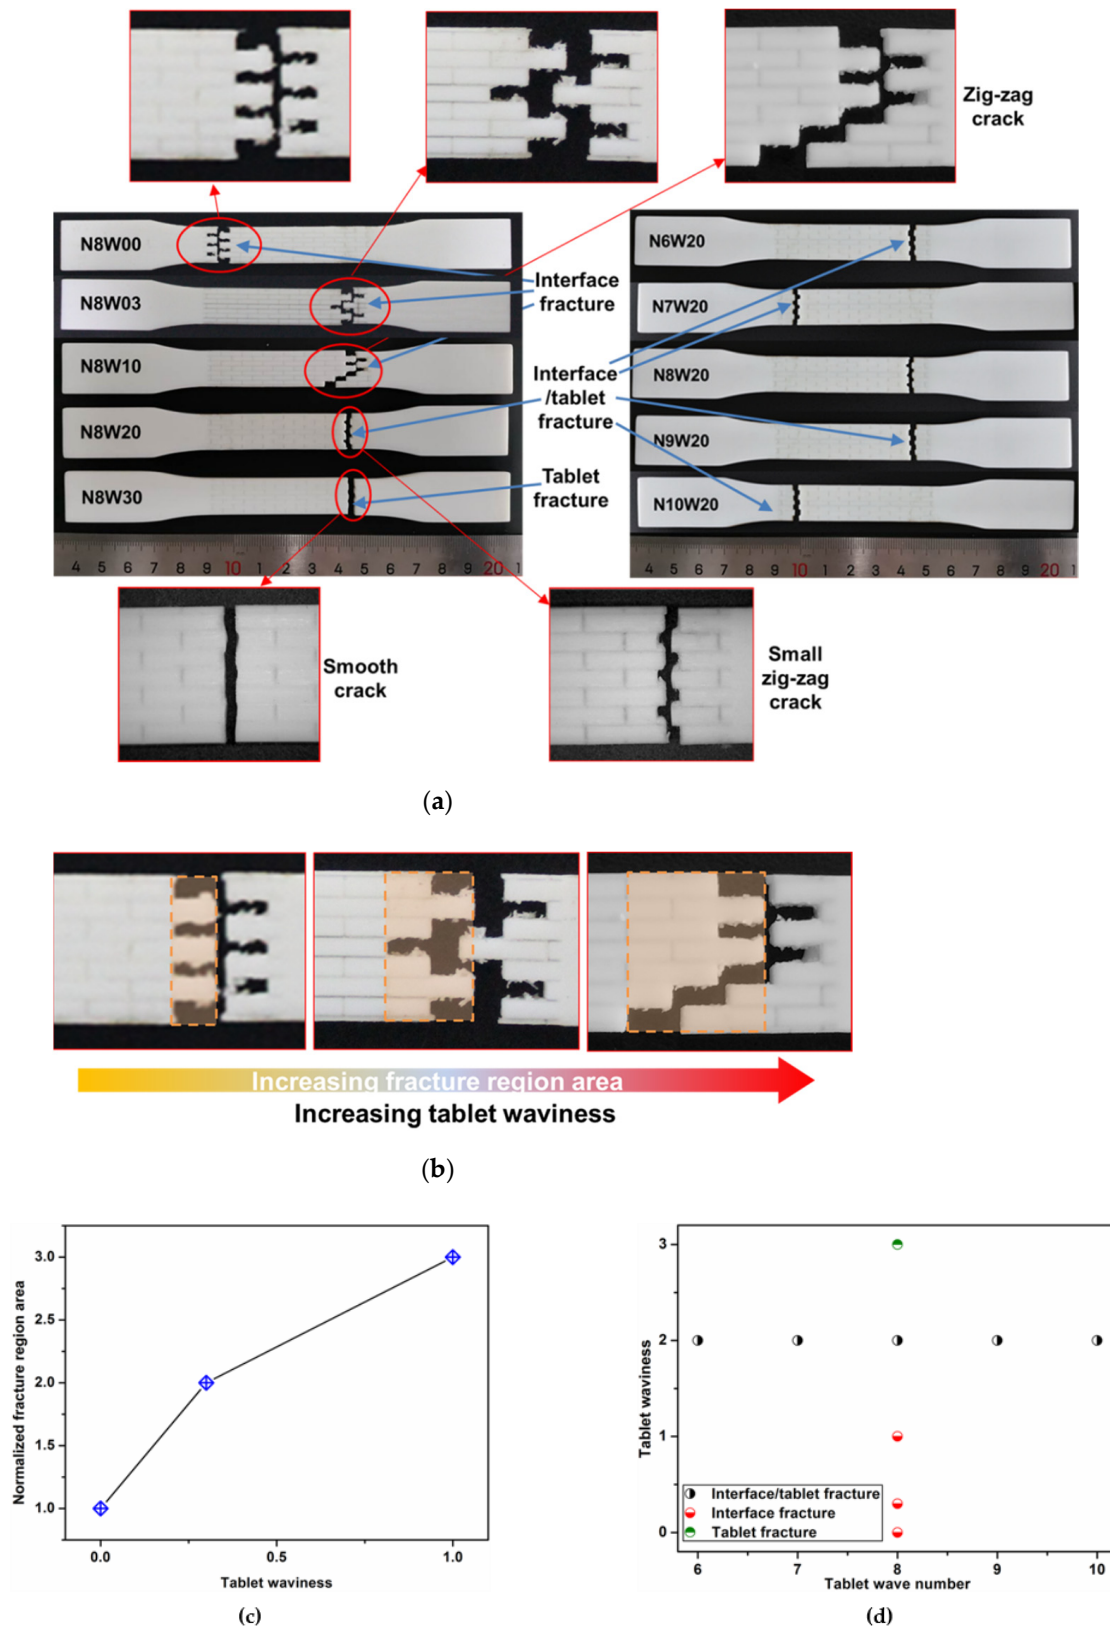 Zig-zag
crack
N8W00
N8W03
N8W10
N8W20
N8W30
Interface
fracture
Interface
/tablet
fracture
Tablet
fracture
N6W20
N7W20
N8W20
N9W20
N10W20
4 5 6 7 8 9 10 1 2 3 4 5 6 7 8 9 20 1
4 5 6 7 8 9 10 1 2 3 4 5 6 7 8 9 20 1
Smooth
crack
Small
zig-zag
crack
(a)
Increasing fracture region area
Increasing tablet waviness
(b)
Normalized fracture region area
3.0
2.5
2.0
1.5
1.0
0.0 0.5 1.0
Tablet waviness
(c)
Tablet waviness
3
2
1
0
Interface/tablet fracture
Interface fracture
Tablet fracture
6 7 8 9 10
Tablet wave number
(d)